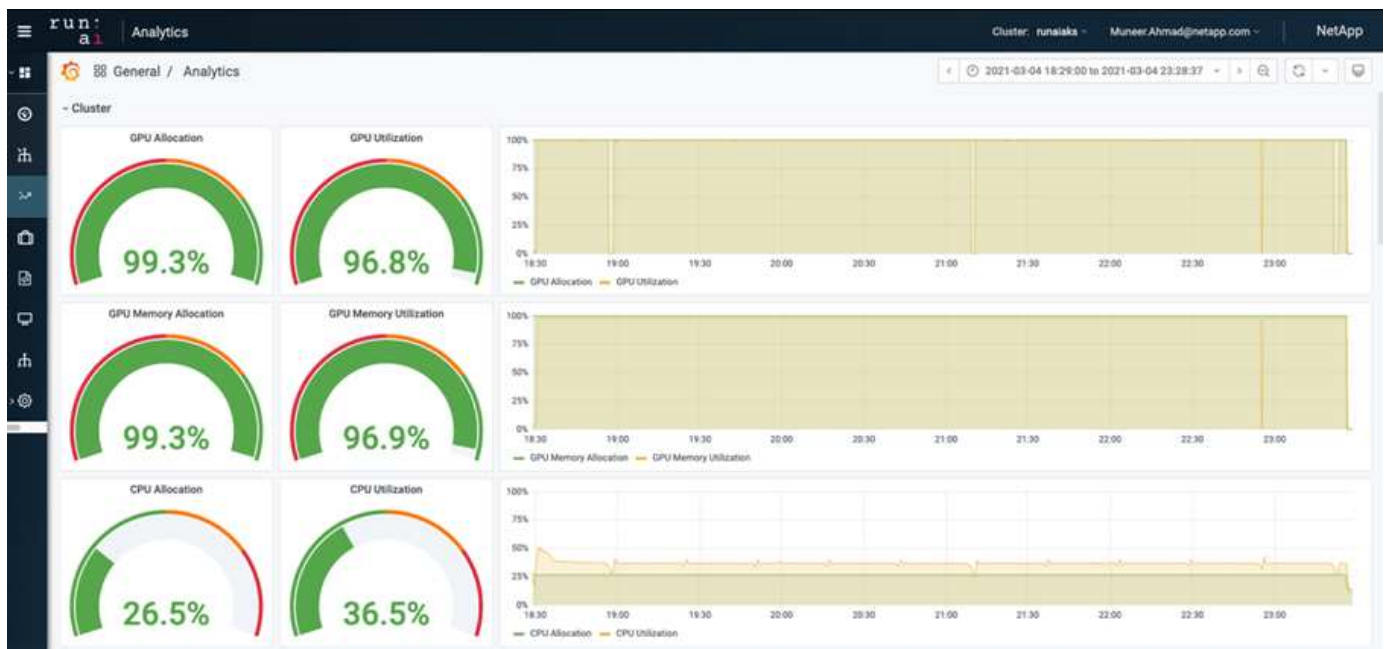 run:
ai
Analytics
Cluster: runaiaks
Muneer.Ahmad@netapp.com
NetApp
General / Analytics
2021-03-04 18:29:00 to 2021-03-04 23:28:37
Cluster
GPU Allocation
99.3%
GPU Utilization
96.8%
100%
75%
50%
25%
0%
18:30 19:00 19:30 20:00 20:30 21:00 21:30 22:00 22:30 23:00
GPU Allocation GPU Utilization
GPU Memory Allocation
99.3%
GPU Memory Utilization
96.9%
100%
75%
50%
25%
0%
18:30 19:00 19:30 20:00 20:30 21:00 21:30 22:00 22:30 23:00
GPU Memory Allocation GPU Memory Utilization
CPU Allocation
26.5%
CPU Utilization
36.5%
100%
75%
50%
25%
0%
18:30 19:00 19:30 20:00 20:30 21:00 21:30 22:00 22:30 23:00
CPU Allocation CPU Utilization